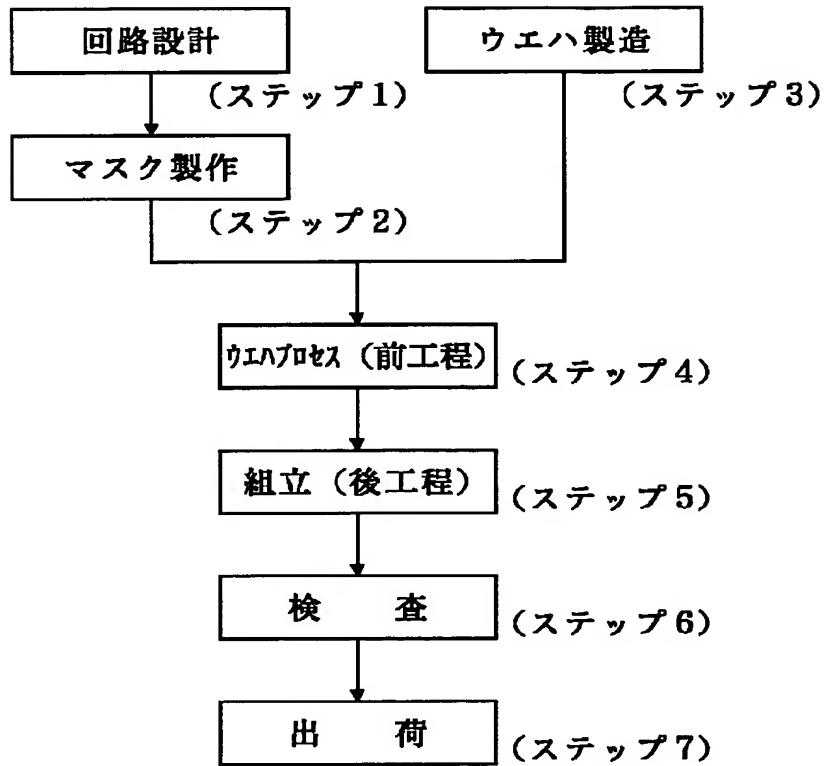 回路設計
ウエハ製造
(ステップ1)
(ステップ3)
マスク製作
(ステップ2)
ウエハプロセス（前工程）
(ステップ4)
組立（後工程）
(ステップ5)
検　査
(ステップ6)
出　荷
(ステップ7)